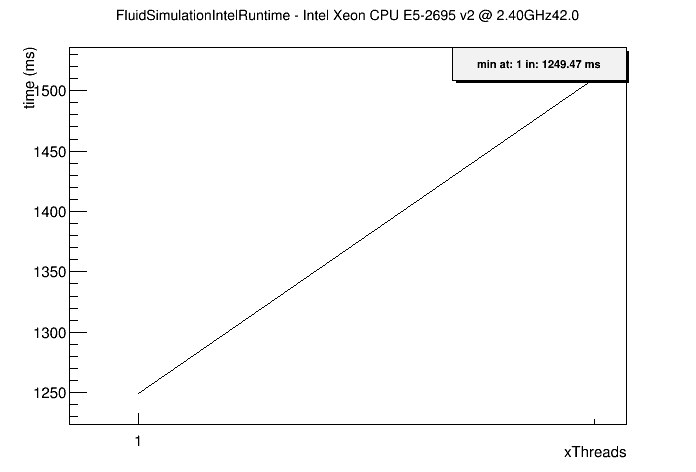 FluidSimulationIntelRuntime - Intel Xeon CPU E5-2695 v2 @ 2.40GHz42.0
min at: 1 in: 1249.47 ms
time (ms)
1500
1450
1400
1350
1300
1250
1
xThreads